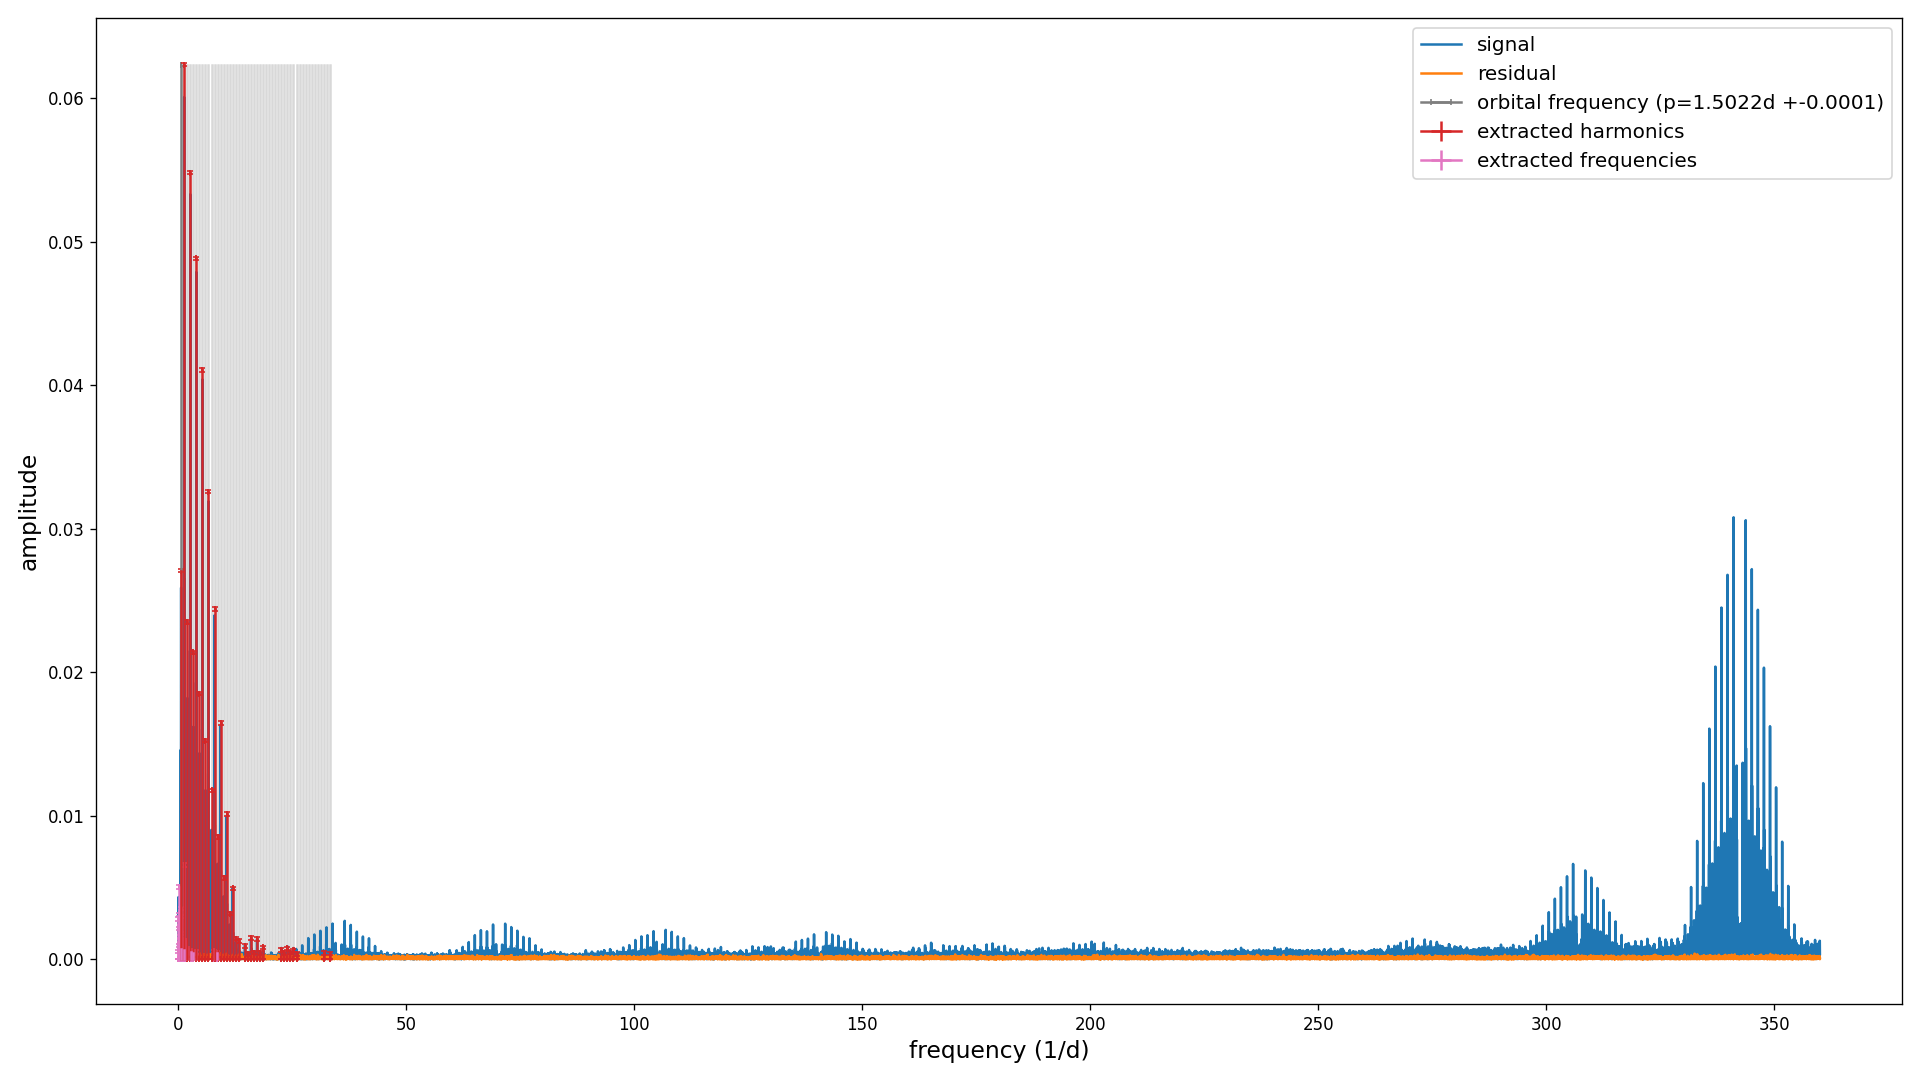 signal
residual
orbital frequency (p=1.5022d +-0.0001)
extracted harmonics
extracted frequencies
0.06
0.05
0.04
0.03
0.02
0.01
0.00
amplitude
0 50 100 150 200 250 300 350
frequency (1/d)